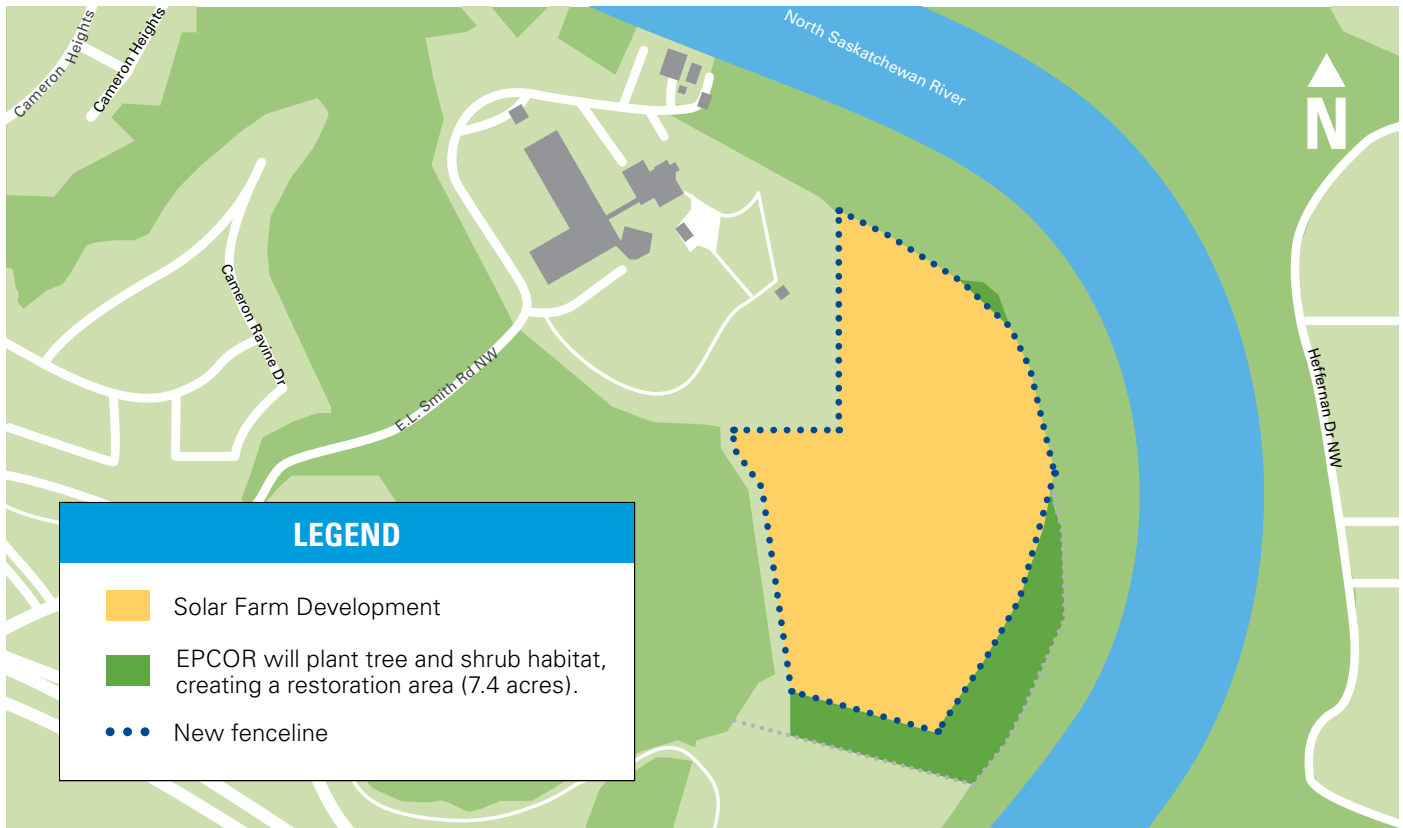 Cameron Heights
Cameron Heights
North Saskatchewan River
N
Cameron Ravine Dr
E.L. Smith Rd NW
Heffernan Dr NW
LEGEND
Solar Farm Development
EPCOR will plant tree and shrub habitat,
creating a restoration area (7.4 acres).
New fenceline